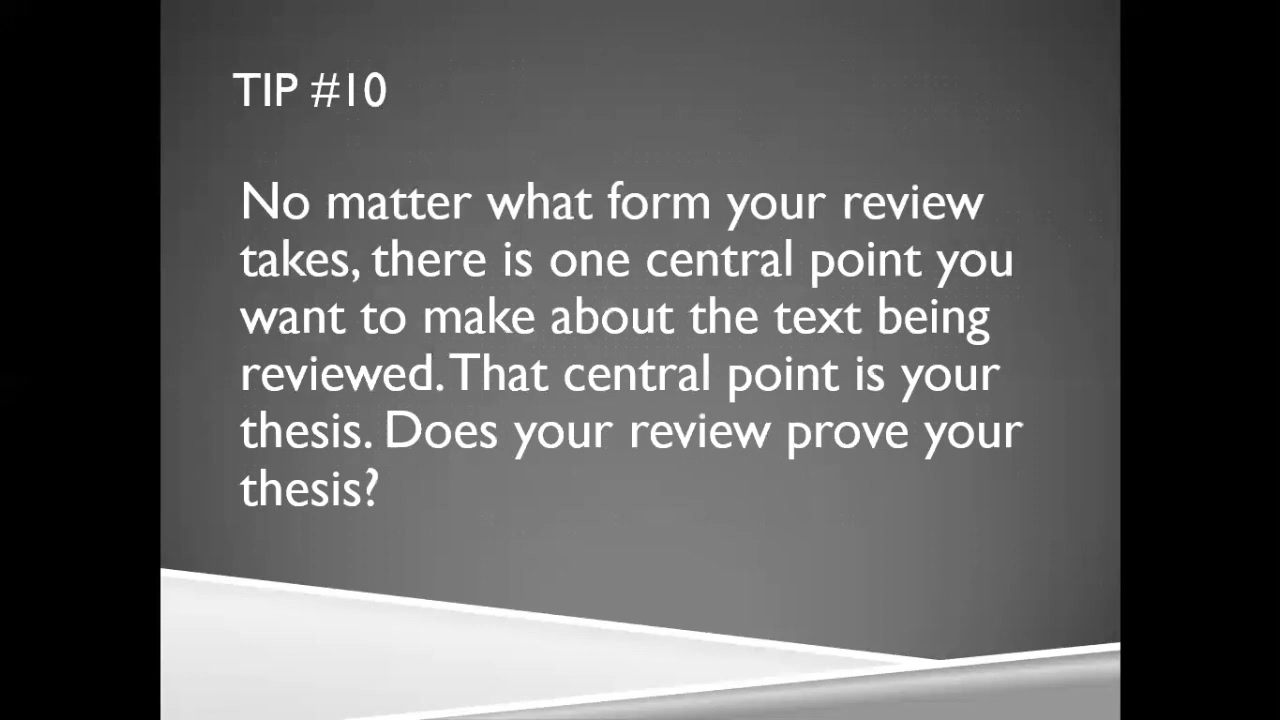 TIP #10
No matter what form your review
takes, there is one central point you
want to make about the text being
reviewed. That central point is your
thesis. Does your review prove your
thesis?